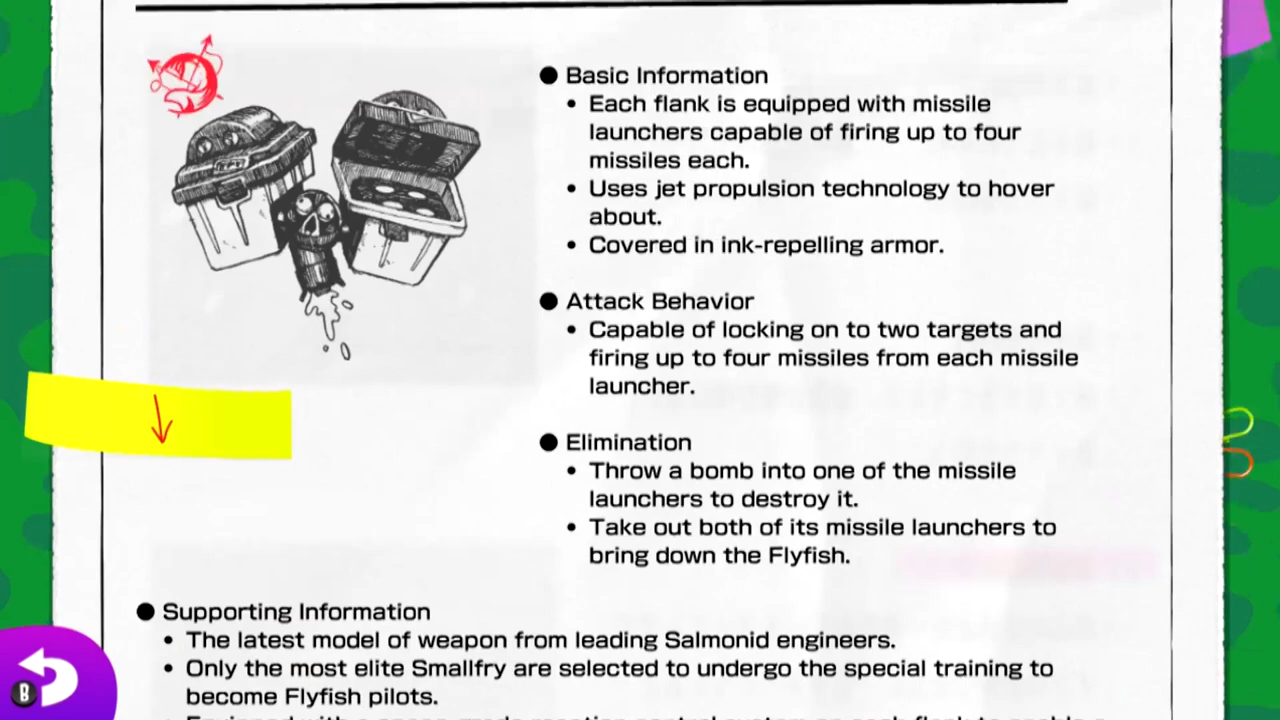 ● Basic Information
• Each flank is equipped with missile
launchers capable of firing up to four
missiles each.
• Uses jet propulsion technology to hover
about.
• Covered in ink-repelling armor.
● Attack Behavior
• Capable of locking on to two targets and
firing up to four missiles from each missile
launcher.
● Elimination
• Throw a bomb into one of the missile
launchers to destroy it.
• Take out both of its missile launchers to
bring down the Flyfish.
● Supporting Information
• The latest model of weapon from leading Salmonid engineers.
• Only the most elite Smallfry are selected to undergo the special training to
become Flyfish pilots.
B